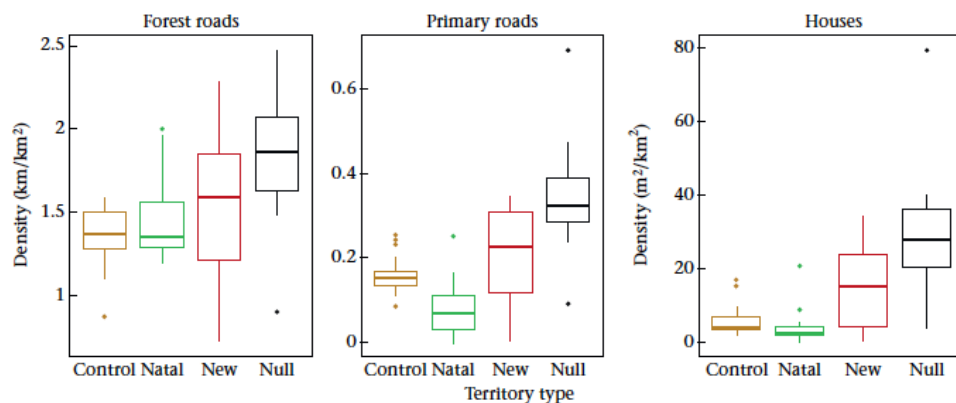 Forest roads
Primary roads
Houses
Density (km/km²)
2.5
2
1.5
1
0.6
0.4
0.2
0
Density (m²/km²)
80
60
40
20
0
Control Natal New Null
Control Natal New Null
Control Natal New Null
Territory type